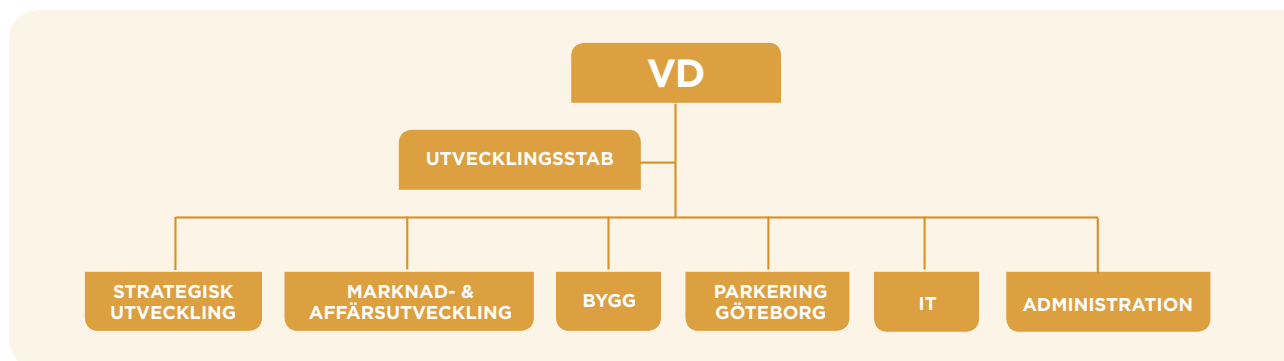 VD
UTVECKLINGSSTAB
STRATEGISK
UTVECKLING
MARKNAD- &
AFFÄRSUTVECKLING
BYGG
PARKERING
GÖTEBORG
IT
ADMINISTRATION